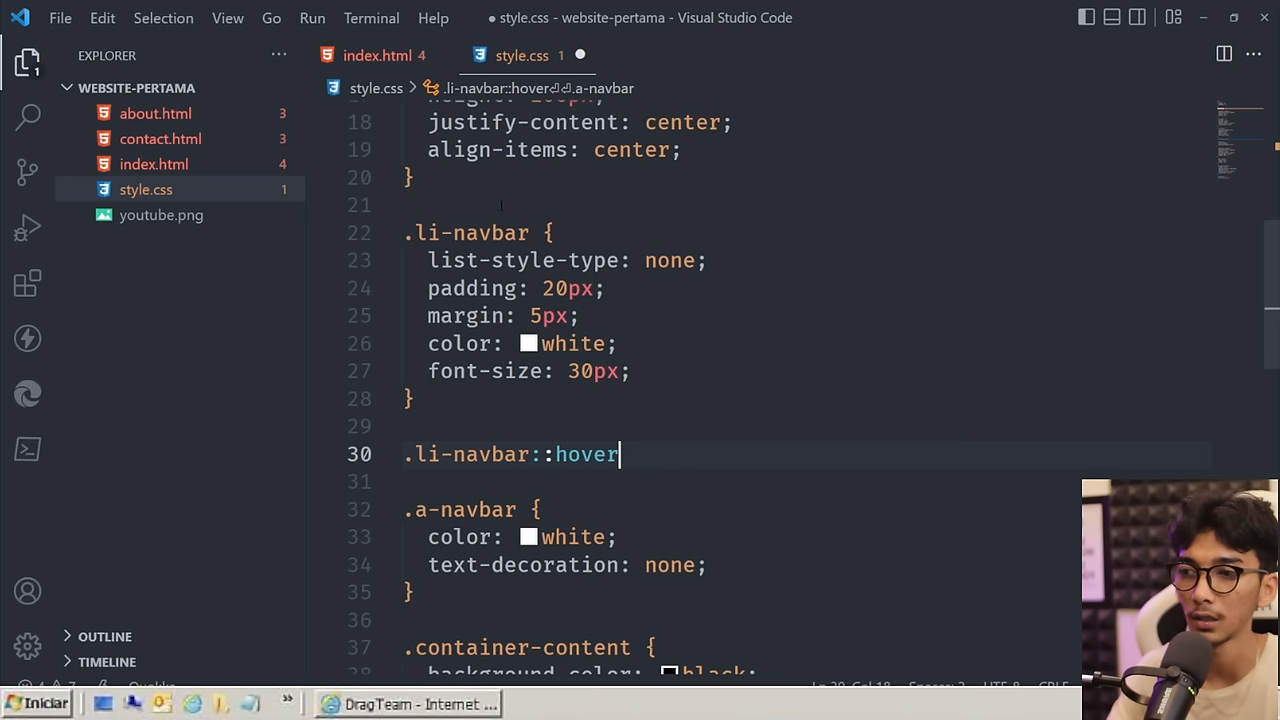 File Edit Selection View Go Run Terminal Help
● style.css - website-pertama - Visual Studio Code
EXPLORER ···
index.html 4
style.css 1 ●
1
WEBSITE-PERTAMA
style.css > .li-navbar::hover⏎⏎.a-navbar
about.html 3
contact.html 3
index.html 4
style.css 1
youtube.png
18 justify-content: center;
19 align-items: center;
20 }
21
22 .li-navbar {
23 list-style-type: none;
24 padding: 20px;
25 margin: 5px;
26 color: white;
27 font-size: 30px;
28 }
29
30 .li-navbar::hover
31
32 .a-navbar {
33 color: white;
34 text-decoration: none;
35 }
36
37 .container-content {
OUTLINE
TIMELINE
Iniciar
»
DragTeam - Internet ...